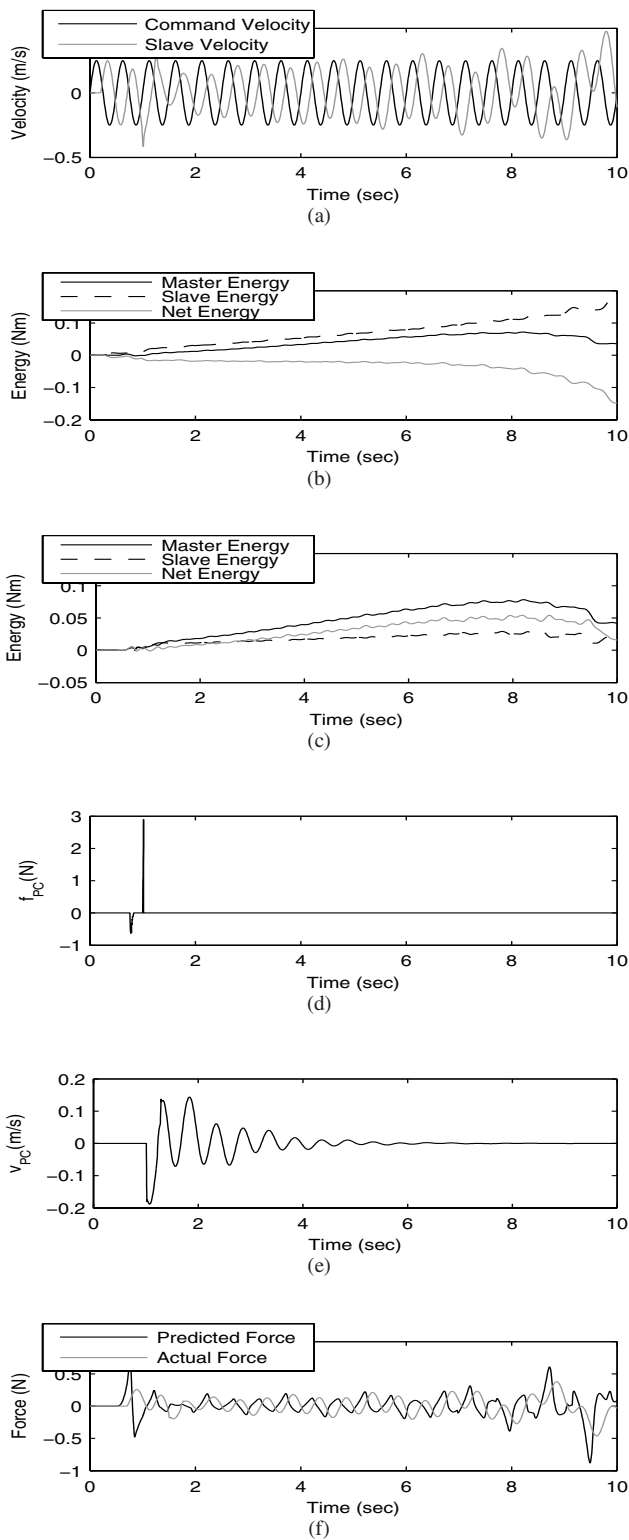 Command Velocity
Slave Velocity
Velocity (m/s)
0
−0.5
0 2 4 6 8 10
Time (sec)
(a)
Master Energy
Slave Energy
Net Energy
Energy (Nm)
0.1
0
−0.1
−0.2
0 2 4 6 8 10
Time (sec)
(b)
Master Energy
Slave Energy
Net Energy
Energy (Nm)
0.1
0.05
0
−0.05
0 2 4 6 8 10
Time (sec)
(c)
f_PC(N)
3
2
1
0
−1
0 2 4 6 8 10
Time (sec)
(d)
v_PC(m/s)
0.2
0.1
0
−0.1
−0.2
0 2 4 6 8 10
Time (sec)
(e)
Predicted Force
Actual Force
Force (N)
0.5
0
−0.5
−1
0 2 4 6 8 10
Time (sec)
(f)